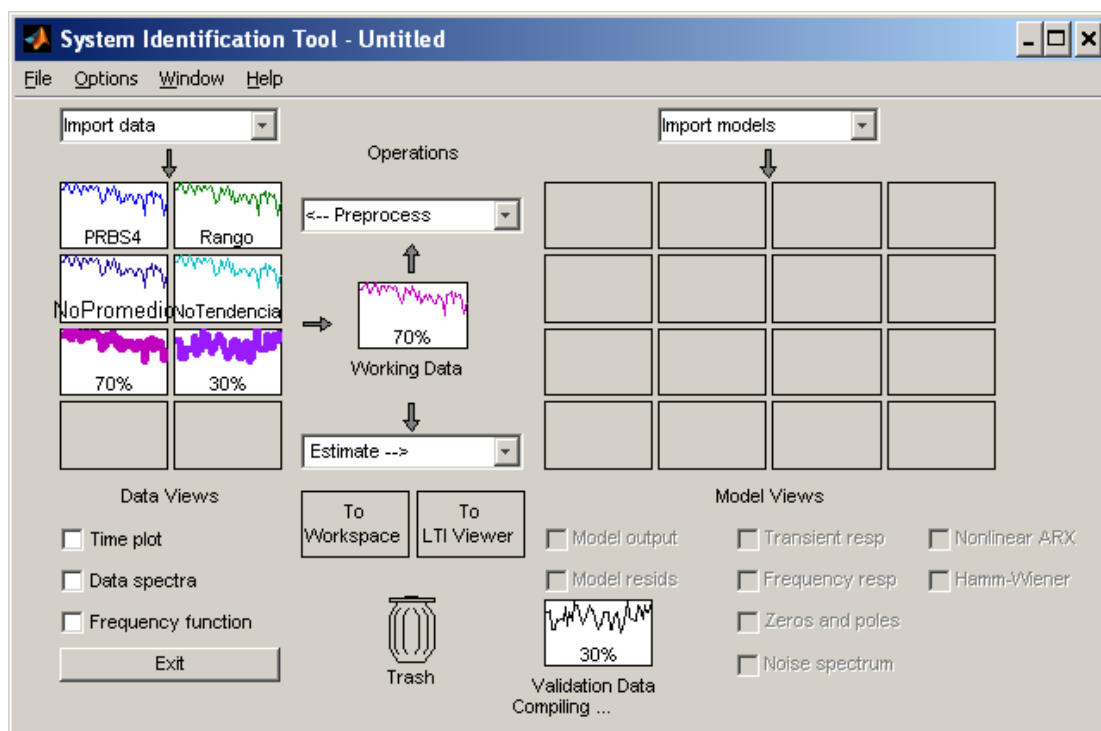 System Identification Tool - Untitled
File Options Window Help
Import data
Import models
Operations
PRBS4 Rango
<-- Preprocess
NoPromedio NoTendencia
70% 30%
70%
Working Data
Estimate -->
Data Views
Model Views
To Workspace
To LTI Viewer
Time plot
Data spectra
Frequency function
Exit
Trash
Model output
Transient resp
Nonlinear ARX
Model resids
Frequency resp
Hamm-Wiener
Zeros and poles
Noise spectrum
30%
Validation Data
Compiling ...